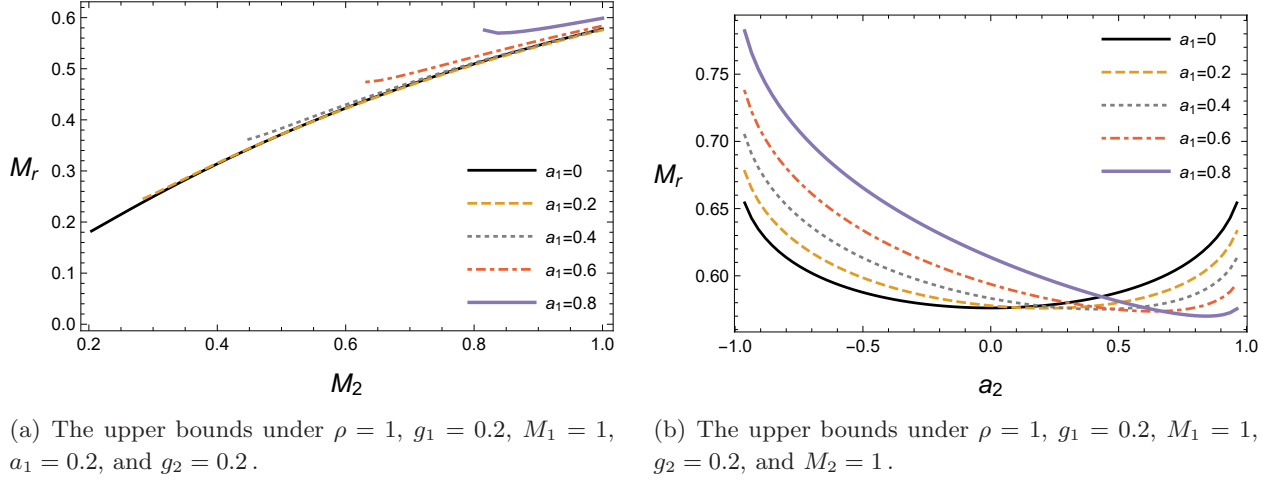 0.6
0.5
0.4
0.3
0.2
0.1
0.0
M_r
0.2 0.4 0.6 0.8 1.0
M_2
a_1=0
a_1=0.2
a_1=0.4
a_1=0.6
a_1=0.8
(a) The upper bounds under ρ = 1, g_1 = 0.2, M_1 = 1,
a_1 = 0.2, and g_2 = 0.2 .
0.75
0.70
0.65
0.60
M_r
-1.0 -0.5 0.0 0.5 1.0
a_2
a_1=0
a_1=0.2
a_1=0.4
a_1=0.6
a_1=0.8
(b) The upper bounds under ρ = 1, g_1 = 0.2, M_1 = 1,
g_2 = 0.2, and M_2 = 1 .